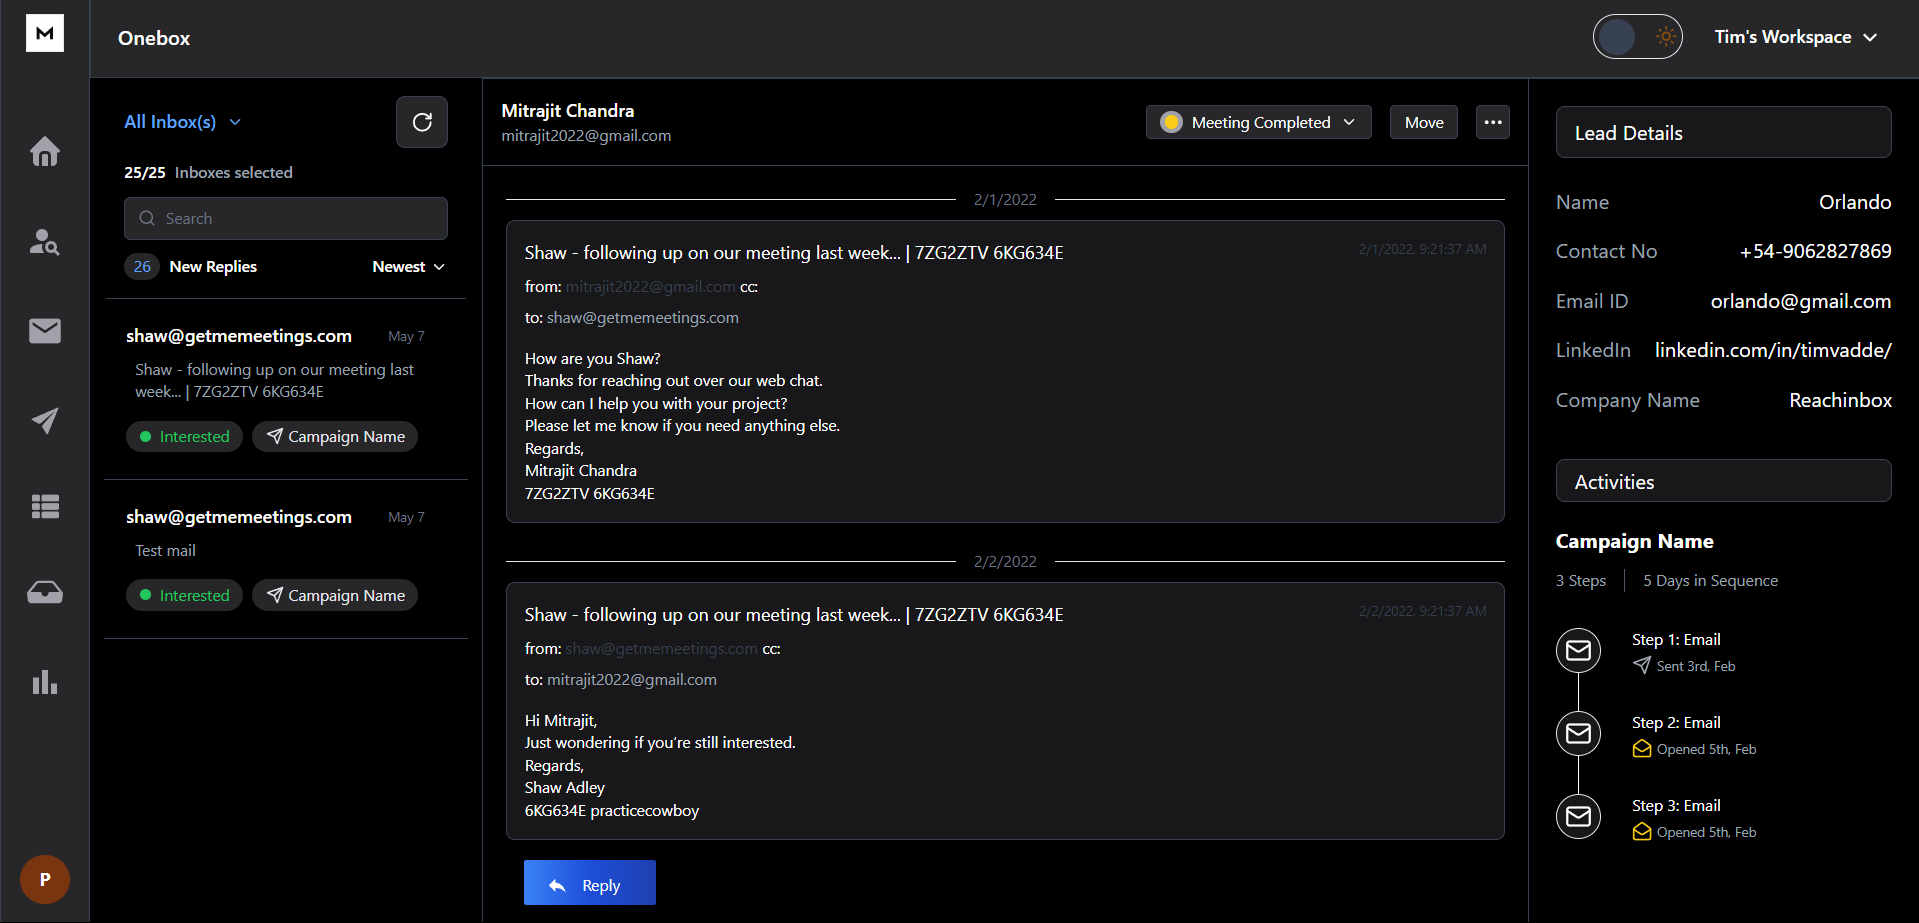 M
Onebox
Tim's Workspace
All Inbox(s)
25/25 Inboxes selected
Search
26 New Replies Newest
shaw@getmemeetings.com May 7
Shaw - following up on our meeting last
week... | 7ZG2ZTV 6KG634E
Interested Campaign Name
shaw@getmemeetings.com May 7
Test mail
Interested Campaign Name
P
Mitrajit Chandra
mitrajit2022@gmail.com
Meeting Completed Move ...
2/1/2022
Shaw - following up on our meeting last week... | 7ZG2ZTV 6KG634E 2/1/2022, 9:21:37 AM
from: mitrajit2022@gmail.com cc:
to: shaw@getmemeetings.com
How are you Shaw?
Thanks for reaching out over our web chat.
How can I help you with your project?
Please let me know if you need anything else.
Regards,
Mitrajit Chandra
7ZG2ZTV 6KG634E
2/2/2022
Shaw - following up on our meeting last week... | 7ZG2ZTV 6KG634E 2/2/2022, 9:21:37 AM
from: shaw@getmemeetings.com cc:
to: mitrajit2022@gmail.com
Hi Mitrajit,
Just wondering if you're still interested.
Regards,
Shaw Adley
6KG634E practicecowboy
Reply
Lead Details
Name Orlando
Contact No +54-9062827869
Email ID orlando@gmail.com
LinkedIn linkedin.com/in/timvadde/
Company Name Reachinbox
Activities
Campaign Name
3 Steps 5 Days in Sequence
Step 1: Email
Sent 3rd, Feb
Step 2: Email
Opened 5th, Feb
Step 3: Email
Opened 5th, Feb